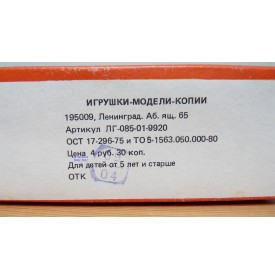 ИГРУШКИ-МОДЕЛИ-КОПИИ
195009, Ленинград. Аб. ящ. 65
Артикул ЛГ-085-01-9920
ОСТ 17-296-75 и ТО 5-1563.050.000-80
Цена 4 руб. 30 коп.
Для детей от 5 лет и старше
ОТК 04